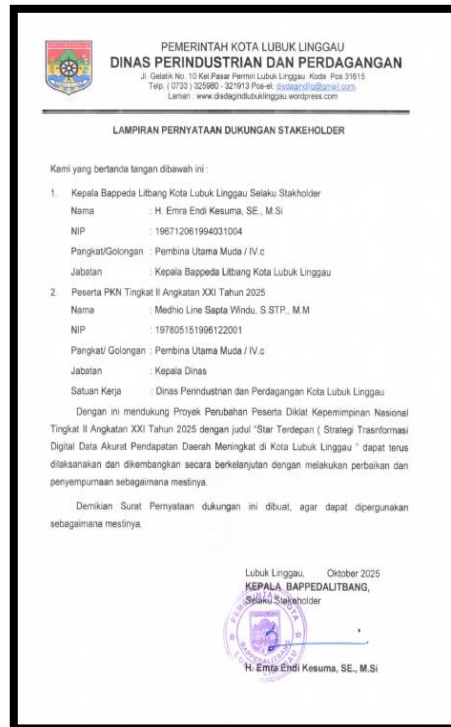 PEMERINTAH KOTA LUBUK LINGGAU
DINAS PERINDUSTRIAN DAN PERDAGANGAN
Jl. Gelatik No. 10 Kel.Pasar Permiri Lubuk Linggau Kode Pos 31615
Telp. ( 0733 ) 325980 - 321913 Pos-el: disdagindllg@gmail.com
Laman : www.disdagindlubuklinggau.wordpress.com
LAMPIRAN PERNYATAAN DUKUNGAN STAKEHOLDER
Kami yang bertanda tangan dibawah ini :
1. Kepala Bappeda Litbang Kota Lubuk Linggau Selaku Stakholder
Nama : H. Emra Endi Kesuma, SE., M.Si
NIP : 196712061994031004
Pangkat/Golongan : Pembina Utama Muda / IV.c
Jabatan : Kepala Bappeda Litbang Kota Lubuk Linggau
2. Peserta PKN Tingkat II Angkatan XXI Tahun 2025
Nama : Medhio Line Sapta Windu, S.STP., M.M
NIP : 197805151996122001
Pangkat/ Golongan : Pembina Utama Muda / IV.c
Jabatan : Kepala Dinas
Satuan Kerja : Dinas Perindustrian dan Perdagangan Kota Lubuk Linggau
Dengan ini mendukung Proyek Perubahan Peserta Diklat Kepemimpinan Nasional
Tingkat II Angkatan XXI Tahun 2025 dengan judul "Star Terdepan ( Strategi Trasnformasi
Digital Data Akurat Pendapatan Daerah Meningkat di Kota Lubuk Linggau " dapat terus
dilaksanakan dan dikembangkan secara berkelanjutan dengan melakukan perbaikan dan
penyempurnaan sebagaimana mestinya.
Demikian Surat Pernyataan dukungan ini dibuat, agar dapat dipergunakan
sebagaimana mestinya.
Lubuk Linggau, Oktober 2025
KEPALA BAPPEDALITBANG,
Selaku Stakeholder
PEMERINTAH KOTA
BAPPEDALITBANG
LUBUK LINGGAU
H. Emra Endi Kesuma, SE., M.Si